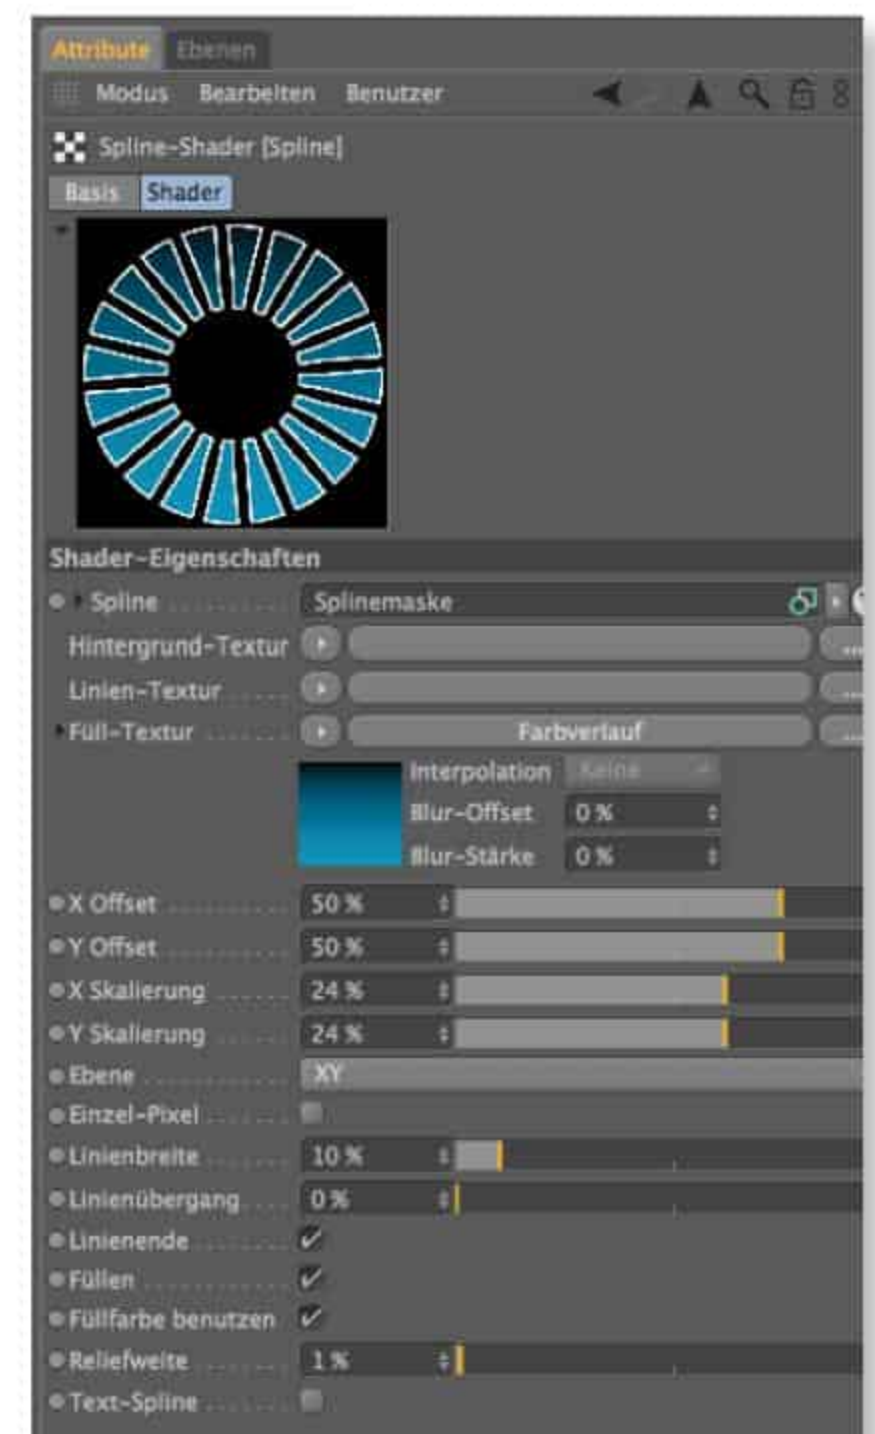 Attribute Ebenen
Modus Bearbeiten Benutzer
Spline-Shader [Spline]
Basis Shader
Shader-Eigenschaften
Spline Splinemaske
Hintergrund-Textur ...
Linien-Textur ...
Füll-Textur Farbverlauf ...
Interpolation Keine
Blur-Offset 0 %
Blur-Stärke 0 %
X Offset 50 %
Y Offset 50 %
X Skalierung 24 %
Y Skalierung 24 %
Ebene XY
Einzel-Pixel
Linienbreite 10 %
Linienübergang 0 %
Linienende
Füllen
Füllfarbe benutzen
Reliefweite 1 %
Text-Spline